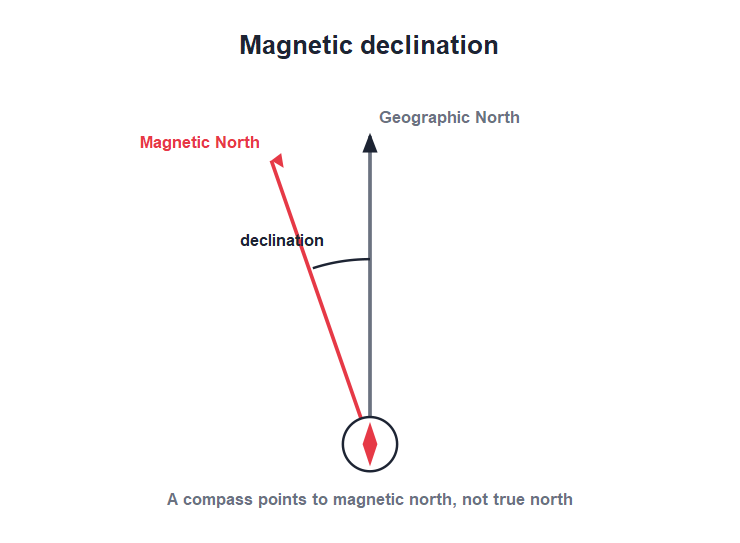 Magnetic declination
Geographic North
Magnetic North
declination
A compass points to magnetic north, not true north